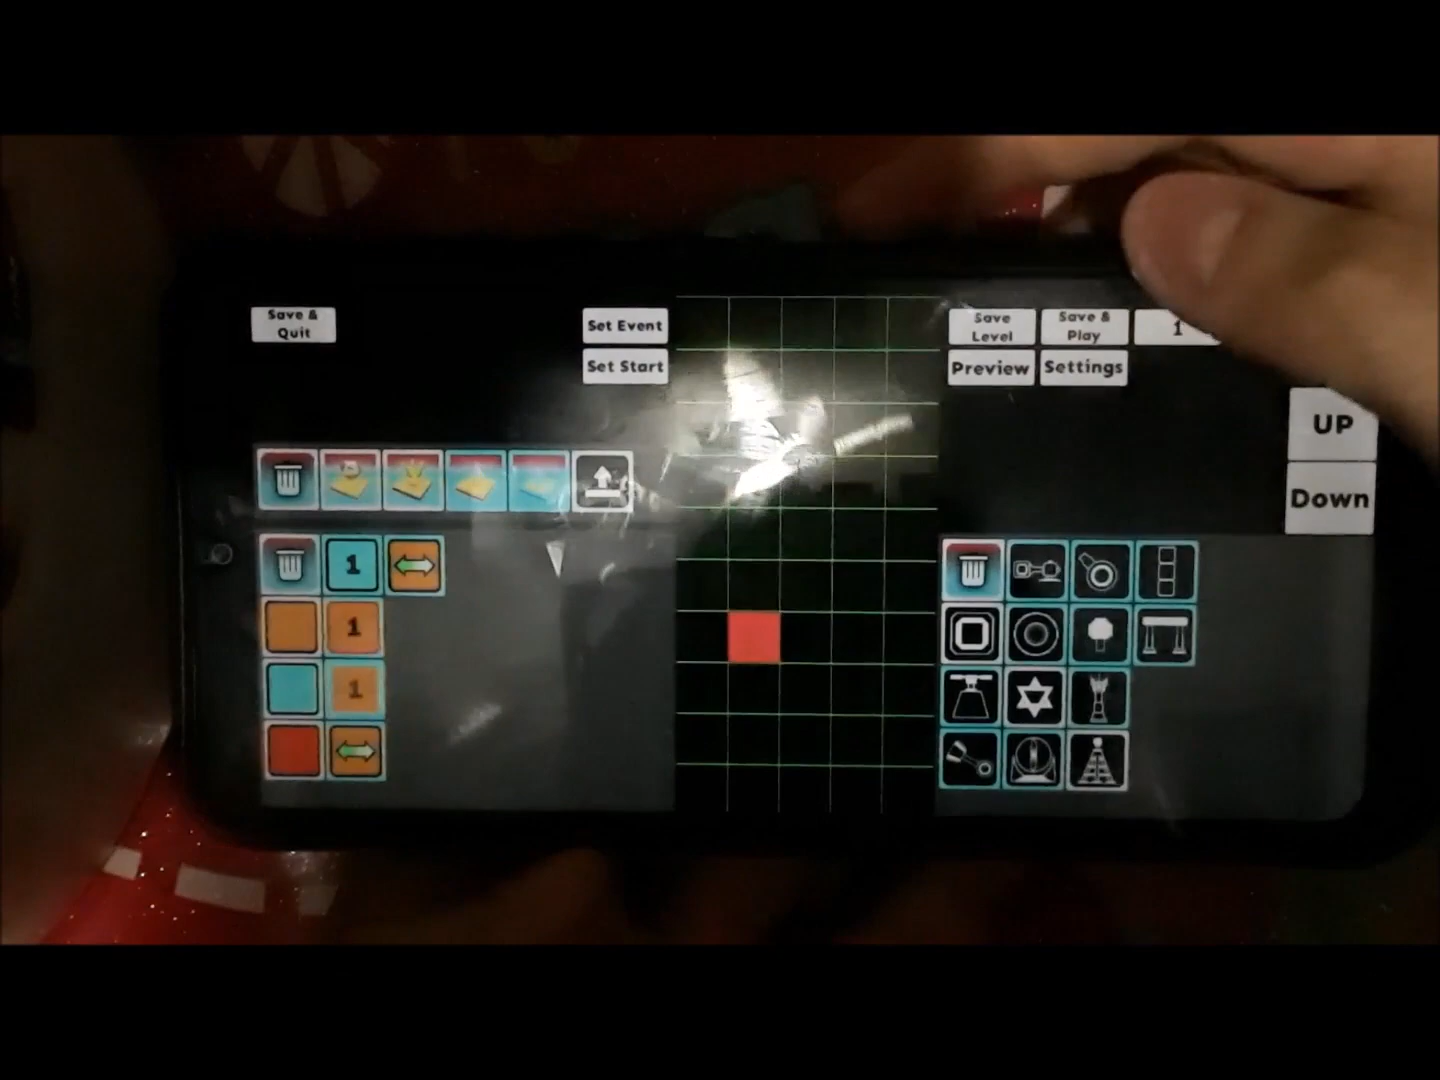 Save &
Quit
Set Event
Set Start
Save
Level
Save &
Play
1
Preview
Settings
UP
Down
1
1
1